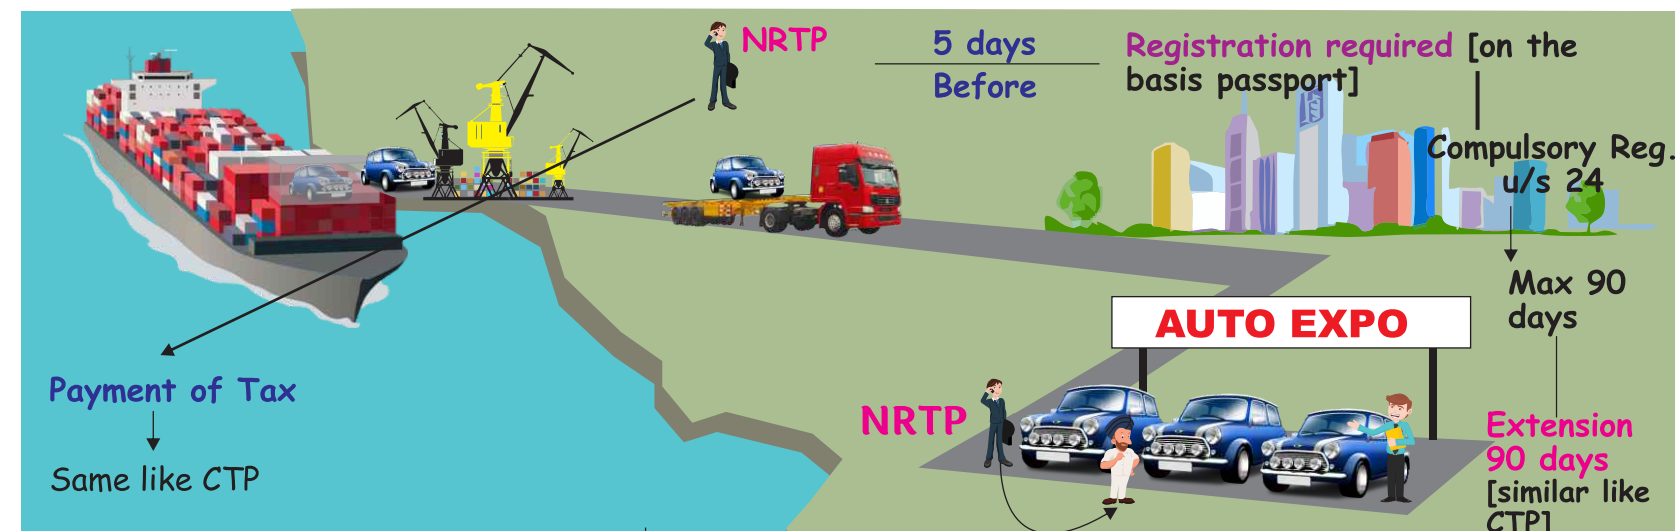 NRTP
5 days
Before
Registration required [on the
basis passport]
Compulsory Reg.
u/s 24
Max 90
days
AUTO EXPO
Payment of Tax
Same like CTP
NRTP
Extension
90 days
[similar like
CTP]